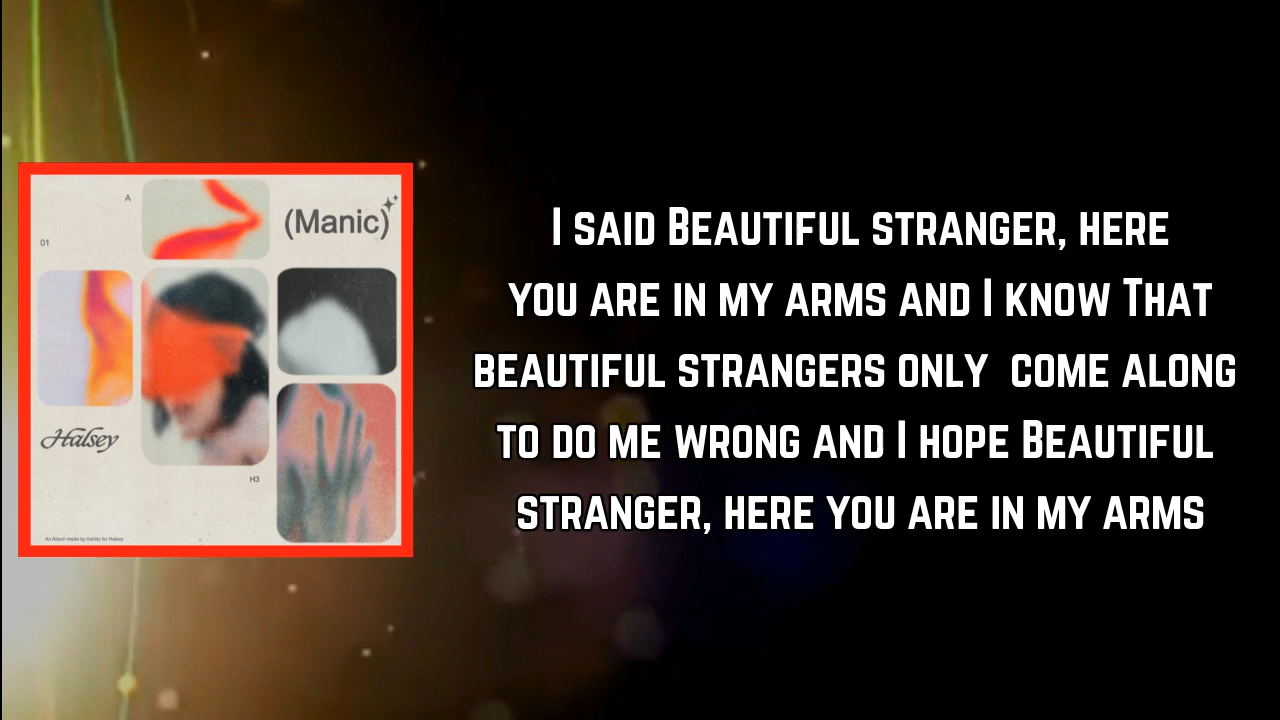 A
(Manic)
01
Halsey
H3
An Album made by Ashley for Halsey
I said Beautiful stranger, here
you are in my arms and I know That
beautiful strangers only  come along
to do me wrong and I hope Beautiful
stranger, here you are in my arms